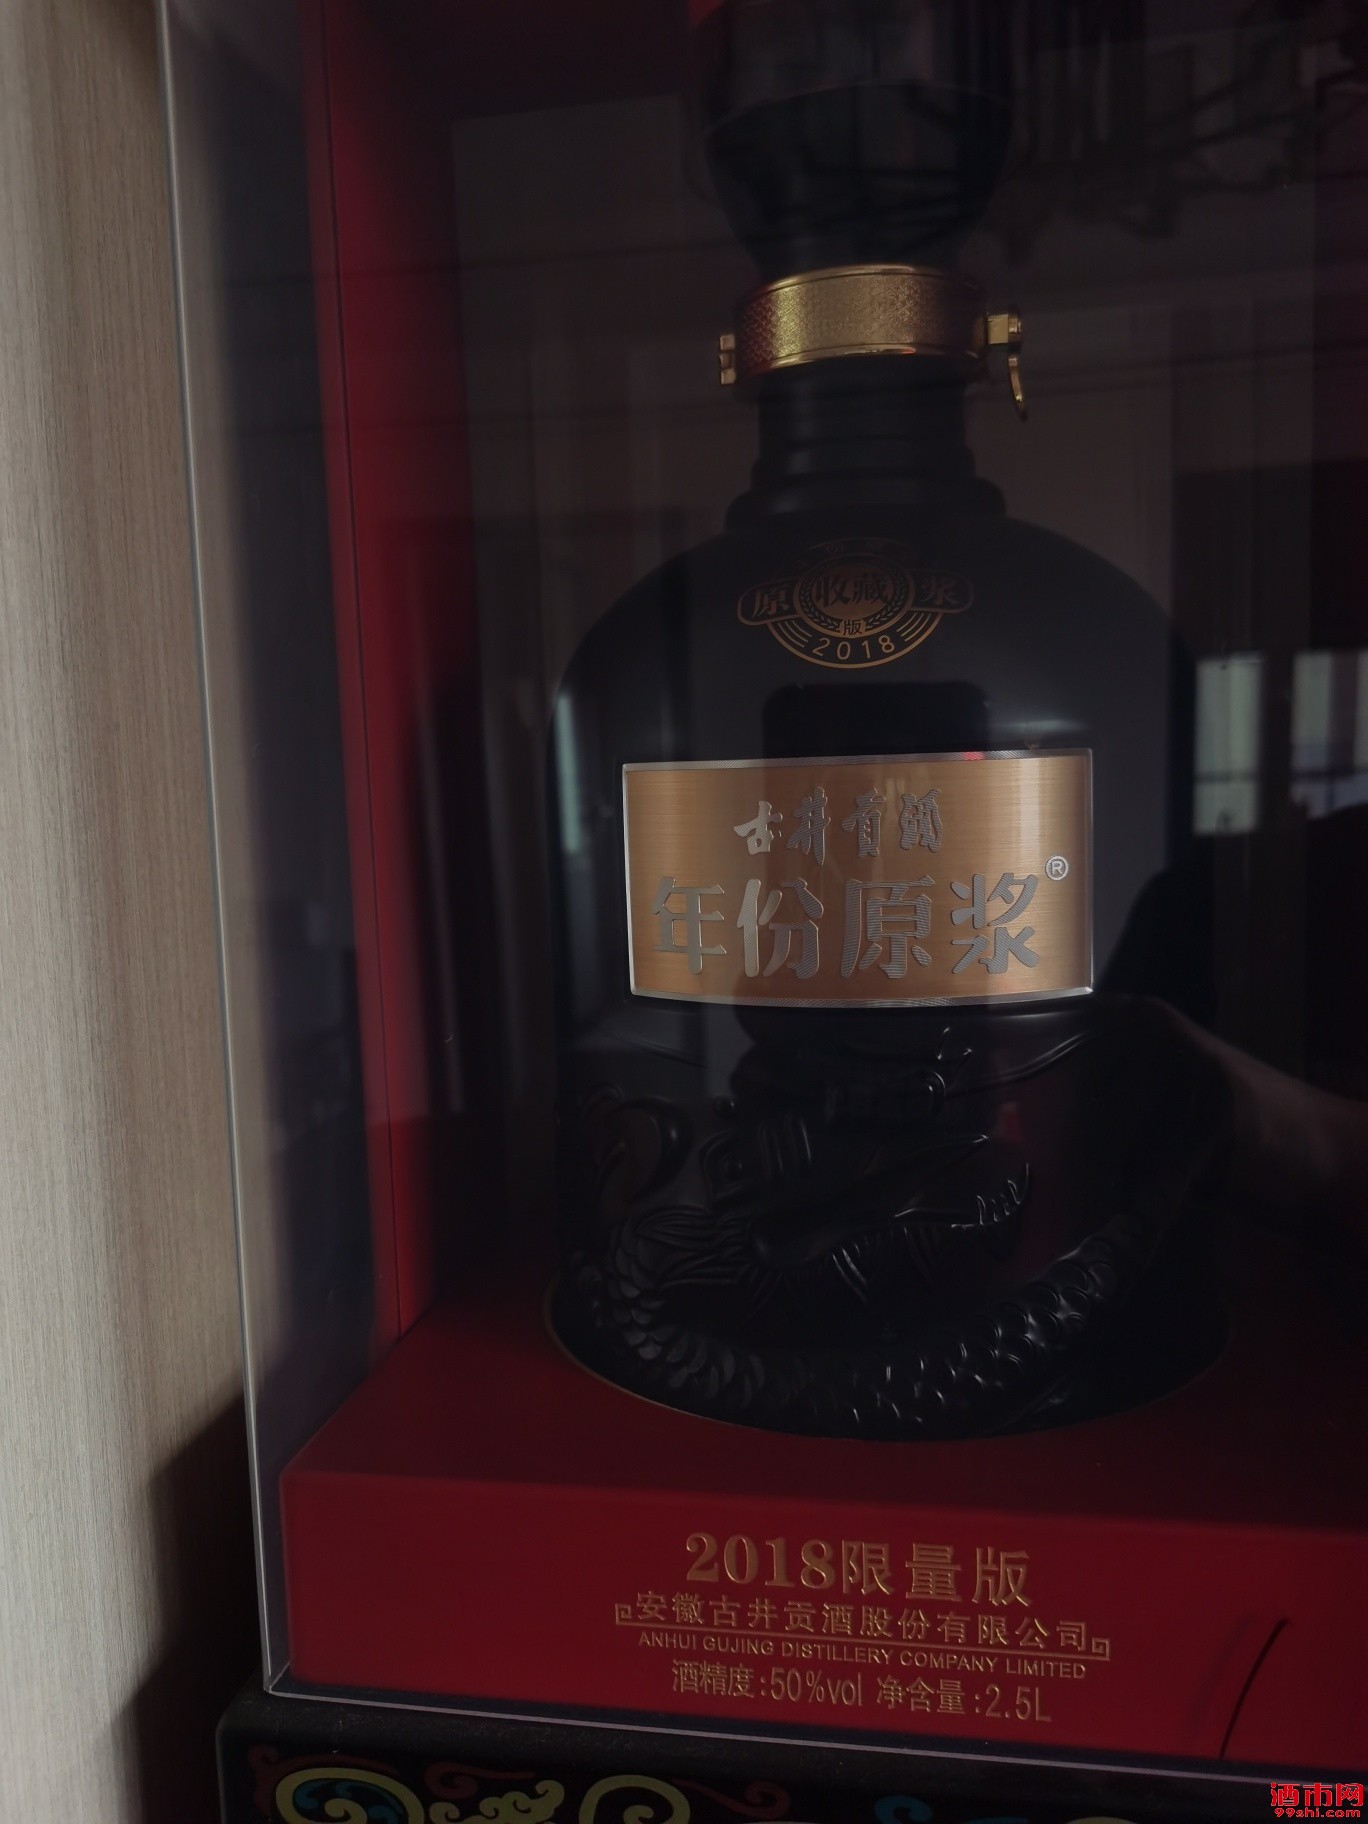 原 收藏 浆
版
2018
古井贡酒
年份原浆®
2018限量版
安徽古井贡酒股份有限公司
ANHUI GUJING DISTILLERY COMPANY LIMITED
酒精度:50%vol 净含量:2.5L
酒市网
99shi.com